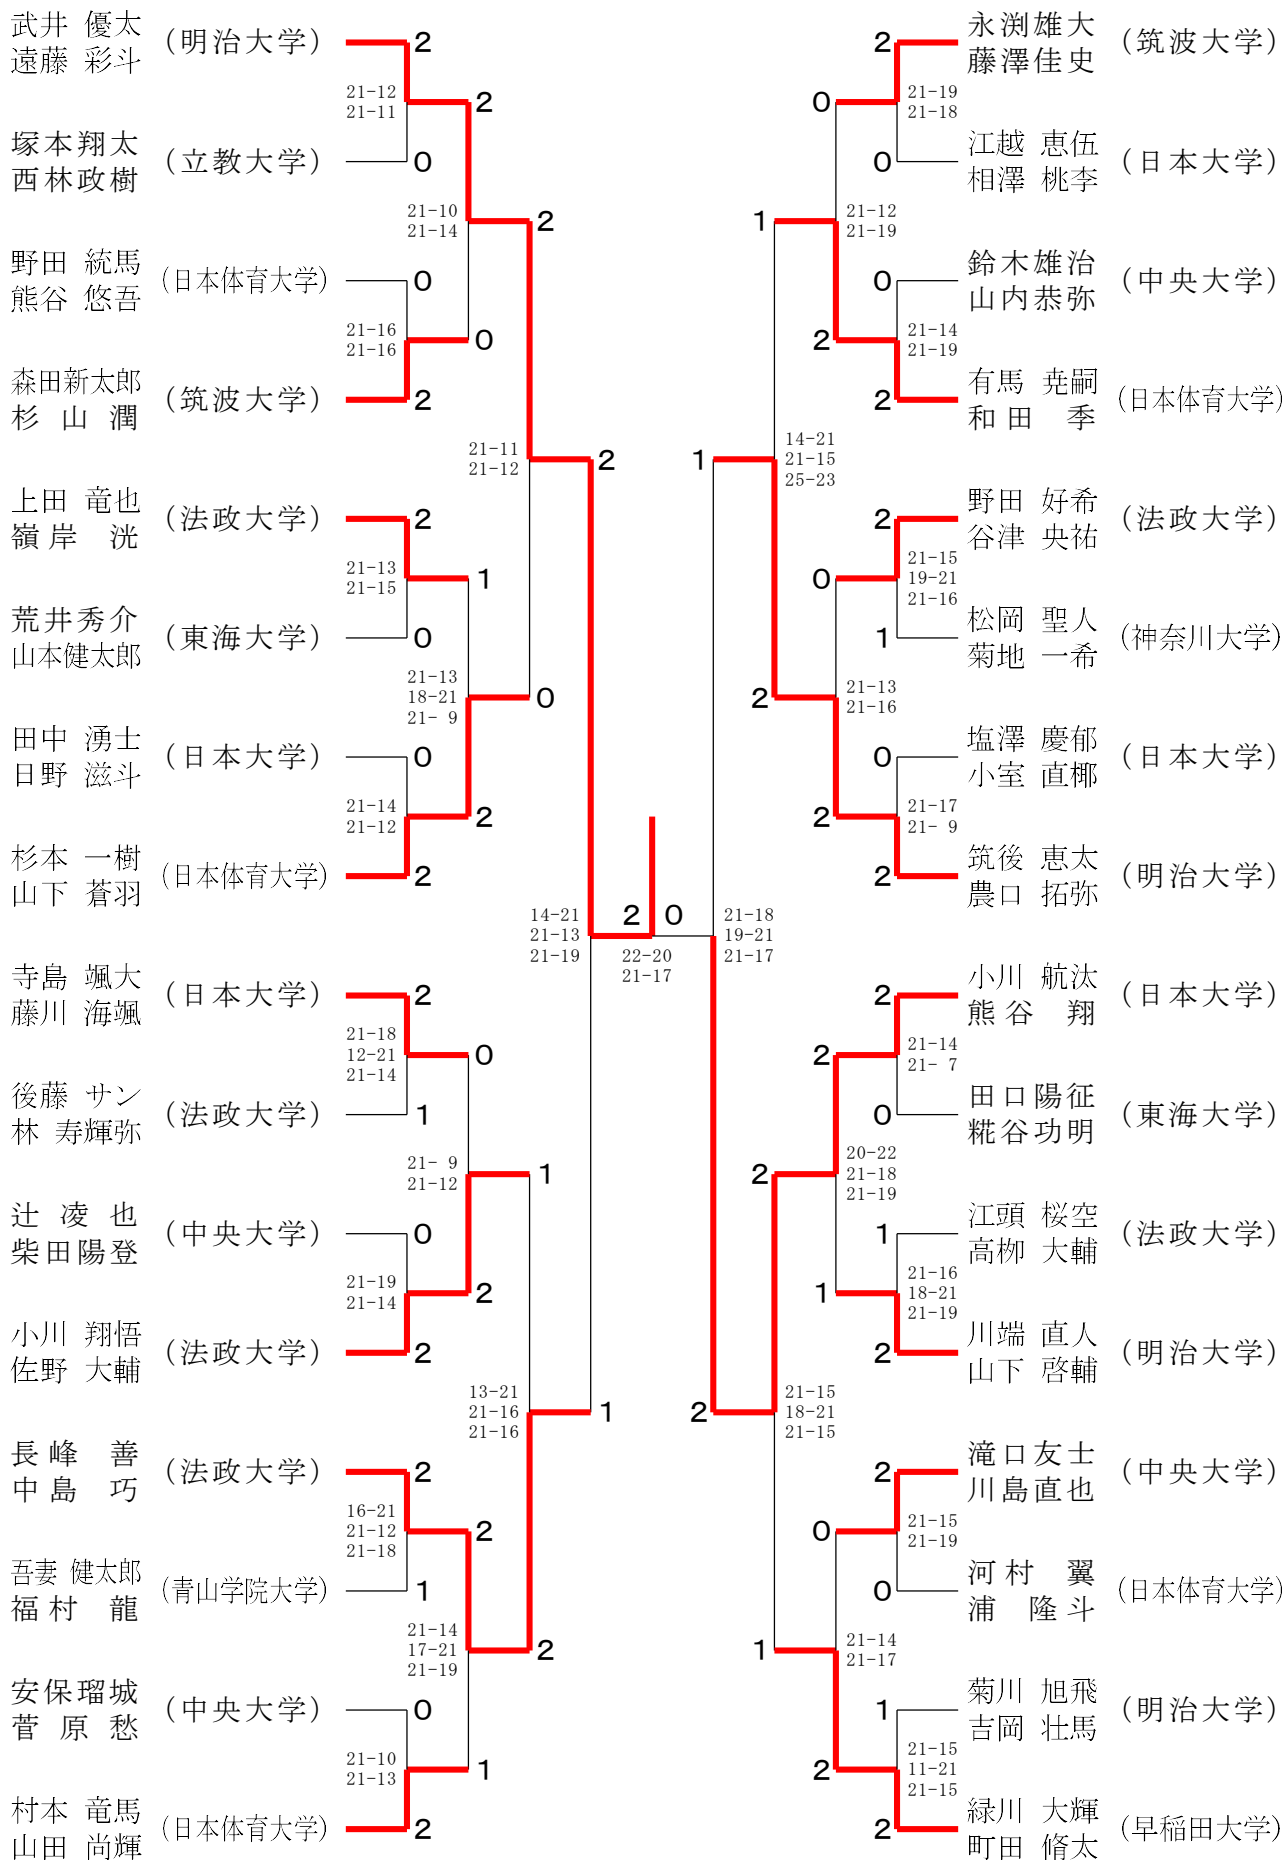 武井 優太
遠藤 彩斗
(明治大学)
2
21-12
21-11
2
塚本翔太
西林政樹
(立教大学)
0
21-10
21-14
2
野田 統馬
熊谷 悠吾
(日本体育大学)
0
21-16
21-16
0
森田新太郎
杉山潤
(筑波大学)
2
21-11
21-12
2
上田 竜也
嶺岸 洸
(法政大学)
2
21-13
21-15
1
荒井秀介
山本健太郎
(東海大学)
0
21-13
18-21
21- 9
0
田中 湧士
日野 滋斗
(日本大学)
0
21-14
21-12
2
杉本 一樹
山下 蒼羽
(日本体育大学)
2
14-21
21-13
21-19
2 0
22-20
21-17
寺島 颯大
藤川 海颯
(日本大学)
2
21-18
12-21
21-14
0
後藤 サン
林 寿輝弥
(法政大学)
1
21- 9
21-12
1
辻凌也
柴田陽登
(中央大学)
0
21-19
21-14
2
小川 翔悟
佐野 大輔
(法政大学)
2
13-21
21-16
21-16
1
長峰 善
中島 巧
(法政大学)
2
16-21
21-12
21-18
2
吾妻 健太郎
福村 龍
(青山学院大学)
1
21-14
17-21
21-19
2
安保瑠城
菅原愁
(中央大学)
0
21-10
21-13
1
村本 竜馬
山田 尚輝
(日本体育大学)
2
永渕雄大
藤澤佳史
(筑波大学)
2
21-19
21-18
0
江越 恵伍
相澤 桃李
(日本大学)
0
21-12
21-19
1
鈴木雄治
山内恭弥
(中央大学)
0
21-14
21-19
2
有馬 尭嗣
和田 季
(日本体育大学)
2
14-21
21-15
25-23
1
野田 好希
谷津 央祐
(法政大学)
2
21-15
19-21
21-16
0
松岡 聖人
菊地 一希
(神奈川大学)
1
21-13
21-16
2
塩澤 慶郁
小室 直梛
(日本大学)
0
21-17
21- 9
2
筑後 恵太
農口 拓弥
(明治大学)
2
21-18
19-21
21-17
小川 航汰
熊谷 翔
(日本大学)
2
21-14
21- 7
2
田口陽征
糀谷功明
(東海大学)
0
20-22
21-18
21-19
2
江頭 桜空
高栁 大輔
(法政大学)
1
21-16
18-21
21-19
1
川端 直人
山下 啓輔
(明治大学)
2
21-15
18-21
21-15
2
滝口友士
川島直也
(中央大学)
2
21-15
21-19
0
河村 翼
浦 隆斗
(日本体育大学)
0
21-14
21-17
1
菊川 旭飛
吉岡 壮馬
(明治大学)
1
21-15
11-21
21-15
2
緑川 大輝
町田 脩太
(早稲田大学)
2